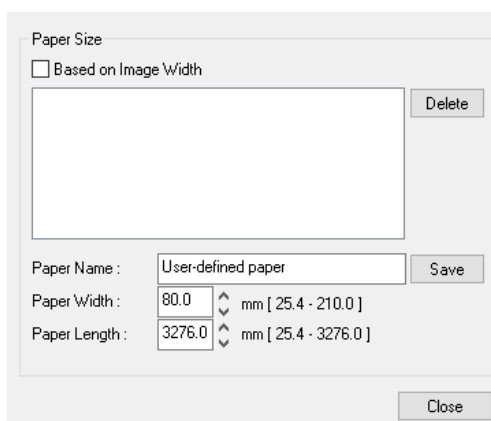 Paper Size
Based on Image Width
Delete
Paper Name : User-defined paper Save
Paper Width : 80.0 mm [ 25.4 - 210.0 ]
Paper Length : 3276.0 mm [ 25.4 - 3276.0 ]
Close